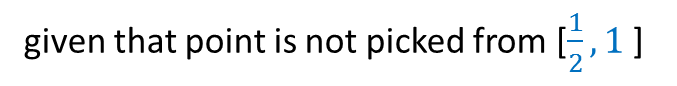 given that point is not picked from [1/2, 1]